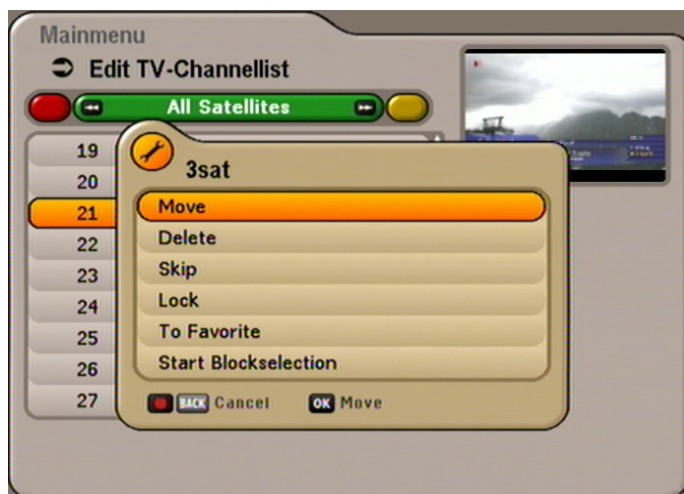 Mainmenu
Edit TV-Channellist
All Satellites
19
20
21
22
23
24
25
26
27
3sat
Move
Delete
Skip
Lock
To Favorite
Start Blockselection
BACK Cancel OK Move